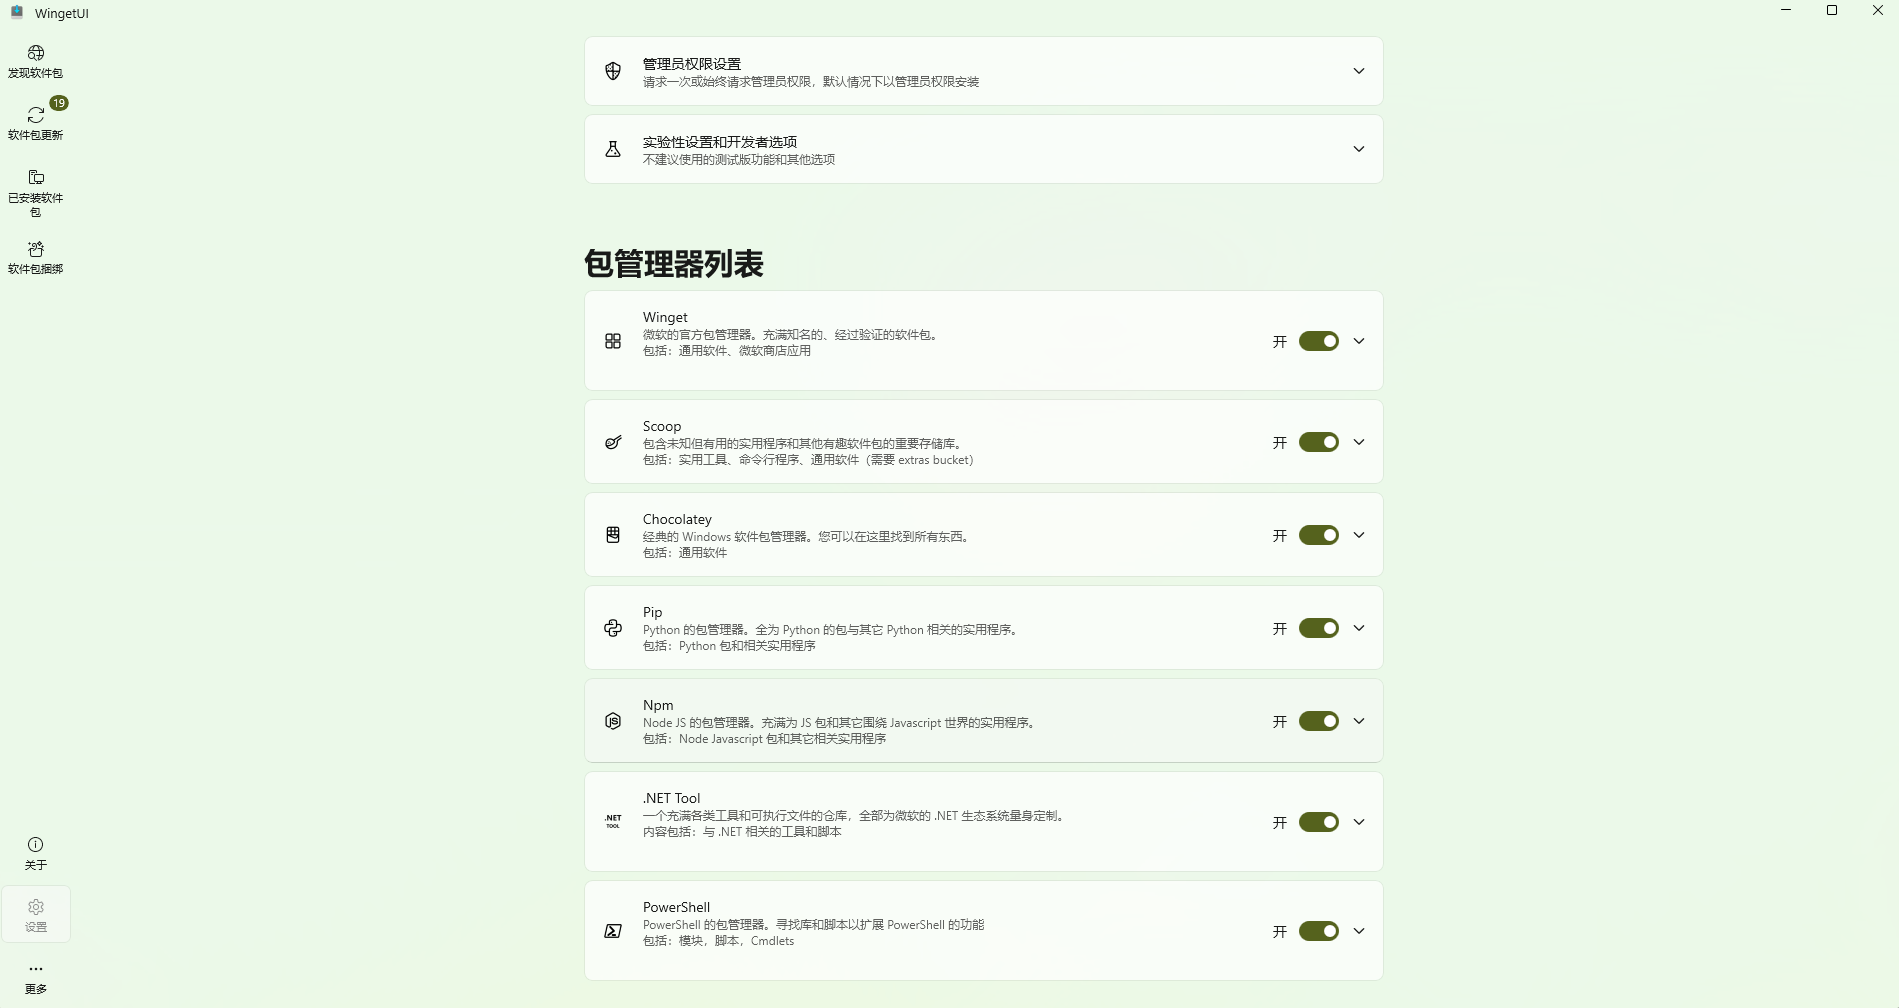 WingetUI
发现软件包
19
软件包更新
已安装软件
包
软件包捆绑
管理员权限设置
请求一次或始终请求管理员权限，默认情况下以管理员权限安装
实验性设置和开发者选项
不建议使用的测试版功能和其他选项
包管理器列表
Winget
微软的官方包管理器。充满知名的、经过验证的软件包。
包括：通用软件、微软商店应用
开
Scoop
包含未知但有用的实用程序和其他有趣软件包的重要存储库。
包括：实用工具、命令行程序、通用软件（需要 extras bucket）
开
Chocolatey
经典的 Windows 软件包管理器。您可以在这里找到所有东西。
包括：通用软件
开
Pip
Python 的包管理器。全为 Python 的包与其它 Python 相关的实用程序。
包括：Python 包和相关实用程序
开
JS
Npm
Node JS 的包管理器。充满为 JS 包和其它围绕 Javascript 世界的实用程序。
包括：Node Javascript 包和其它相关实用程序
开
.NET
TOOL
.NET Tool
一个充满各类工具和可执行文件的仓库，全部为微软的 .NET 生态系统量身定制。
内容包括：与 .NET 相关的工具和脚本
开
PowerShell
PowerShell 的包管理器。寻找库和脚本以扩展 PowerShell 的功能
包括：模块，脚本，Cmdlets
开
关于
设置
更多